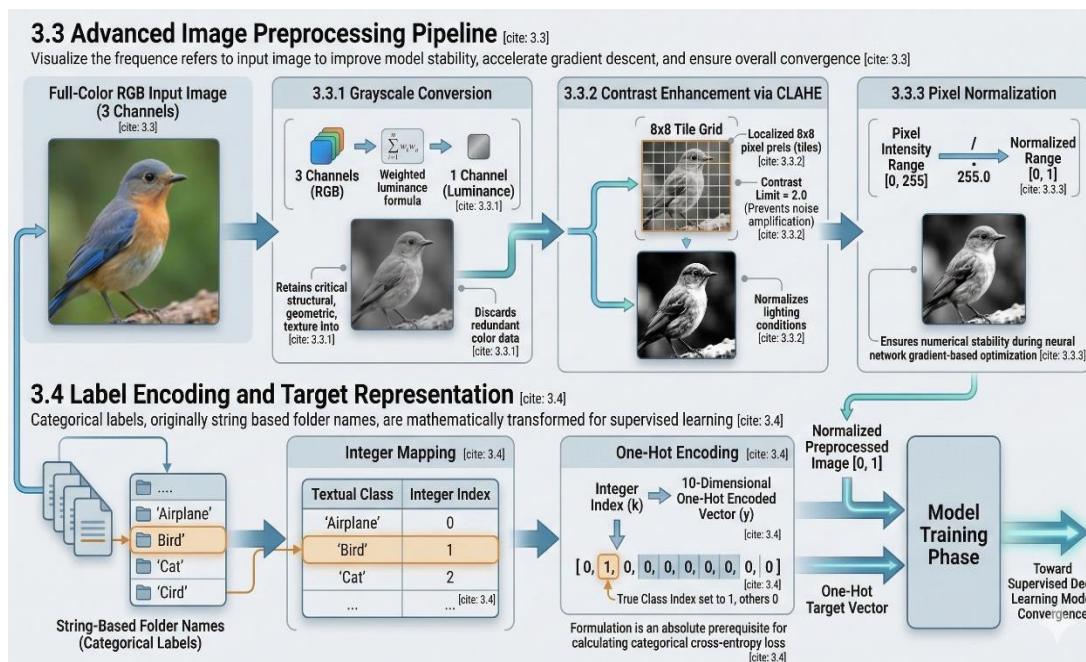 3.3 Advanced Image Preprocessing Pipeline [cite: 3.3]
Visualize the frequence refers to input image to improve model stability, accelerate gradient descent, and ensure overall convergence [cite: 3.3]
Full-Color RGB Input Image
(3 Channels)
[cite: 3.3]
3.3.1 Grayscale Conversion
3 Channels
(RGB)
Weighted
luminance
formula
1 Channel
(Luminance)
[cite: 3.3.1]
Retains critical
structural,
geometric,
texture into
[cite: 3.3.1]
Discards
redundant
color data
[cite: 3.3.1]
3.3.2 Contrast Enhancement via CLAHE
8x8 Tile Grid
Localized 8x8
pixel prels (tiles)
[cite: 3.3.2]
Contrast
Limit = 2.0
(Prevents noise
amplification)
[cite: 3.3.2]
Normalizes
lighting
conditions
[cite: 3.3.2]
3.3.3 Pixel Normalization
Pixel
Intensity
Range
[0, 255]
/
.
255.0
Normalized
Range
[0, 1]
[cite: 3.3.3]
Ensures numerical stability during neural
network gradient-based optimization [cite: 3.3.3]
3.4 Label Encoding and Target Representation [cite: 3.4]
Categorical labels, originally string based folder names, are mathematically transformed for supervised learning [cite: 3.4]
....
'Airplane'
Bird'
'Cat'
'Cird'
String-Based Folder Names
(Categorical Labels)
Integer Mapping [cite: 3.4]
Textual Class Integer Index
'Airplane' 0
'Bird' 1
'Cat' 2
... ... [cite: 3.4]
One-Hot Encoding [cite: 3.4]
Integer
Index (k)
10-Dimensional
One-Hot Encoded
Vector (y)
[cite: 3.4]
[ 0, 1, 0, 0, 0, 0, 0, 0, 0, 0 ]
[cite: 3.4]
True Class Index set to 1, others 0
Formulation is an absolute prerequisite for
calculating categorical cross-entropy loss
[cite: 3.4]
Normalized
Preprocessed
Image [0, 1]
One-Hot
Target Vector
Model
Training
Phase
Toward
Supervised Dee
Learning Mode
Convergence